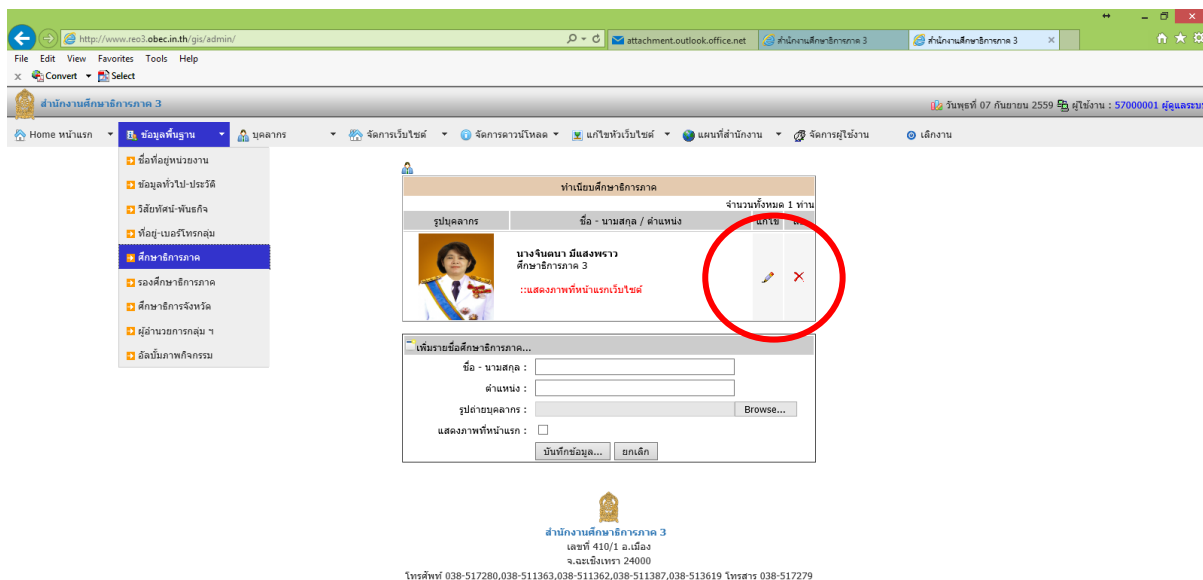 http://www.reo3.obec.in.th/gis/admin/
attachment.outlook.office.net
สำนักงานศึกษาธิการภาค 3
สำนักงานศึกษาธิการภาค 3
File Edit View Favorites Tools Help
x Convert Select
สำนักงานศึกษาธิการภาค 3
วันพุธที่ 07 กันยายน 2559 ผู้ใช้งาน : 57000001 ผู้ดูแลระบบ
Home หน้าแรก ข้อมูลพื้นฐาน บุคลากร จัดการเว็บไซต์ จัดการดาวน์โหลด แก้ไขหัวเว็บไซต์ แผนที่สำนักงาน จัดการผู้ใช้งาน เลิกงาน
ชื่อที่อยู่หน่วยงาน
ข้อมูลทั่วไป-ประวัติ
วิสัยทัศน์-พันธกิจ
ที่อยู่-เบอร์โทรกลุ่ม
ศึกษาธิการภาค
รองศึกษาธิการภาค
ศึกษาธิการจังหวัด
ผู้อำนวยการกลุ่ม ฯ
อัลบั้มภาพกิจกรรม
ทำเนียบศึกษาธิการภาค
จำนวนทั้งหมด 1 ท่าน
รูปบุคลากร ชื่อ - นามสกุล / ตำแหน่ง แก้ไข
นางจินตนา มีแสงพราว
ศึกษาธิการภาค 3
::แสดงภาพที่หน้าแรกเว็บไซต์
เพิ่มรายชื่อศึกษาธิการภาค...
ชื่อ - นามสกุล :
ตำแหน่ง :
รูปถ่ายบุคลากร : Browse...
แสดงภาพที่หน้าแรก :
บันทึกข้อมูล... ยกเลิก
สำนักงานศึกษาธิการภาค 3
เลขที่ 410/1 อ.เมือง
จ.ฉะเชิงเทรา 24000
โทรศัพท์ 038-517280,038-511363,038-511362,038-511387,038-513619 โทรสาร 038-517279